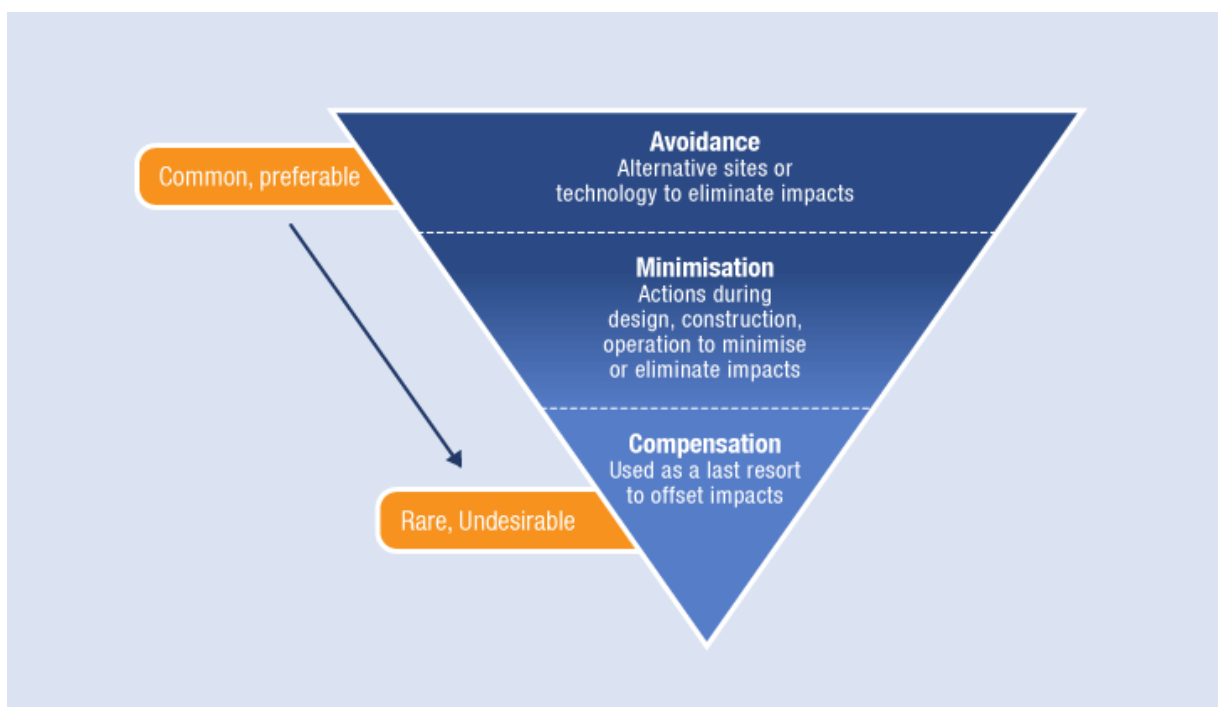 Avoidance
Alternative sites or
technology to eliminate impacts
Common, preferable
Minimisation
Actions during
design, construction,
operation to minimise
or eliminate impacts
Compensation
Used as a last resort
to offset impacts
Rare, Undesirable